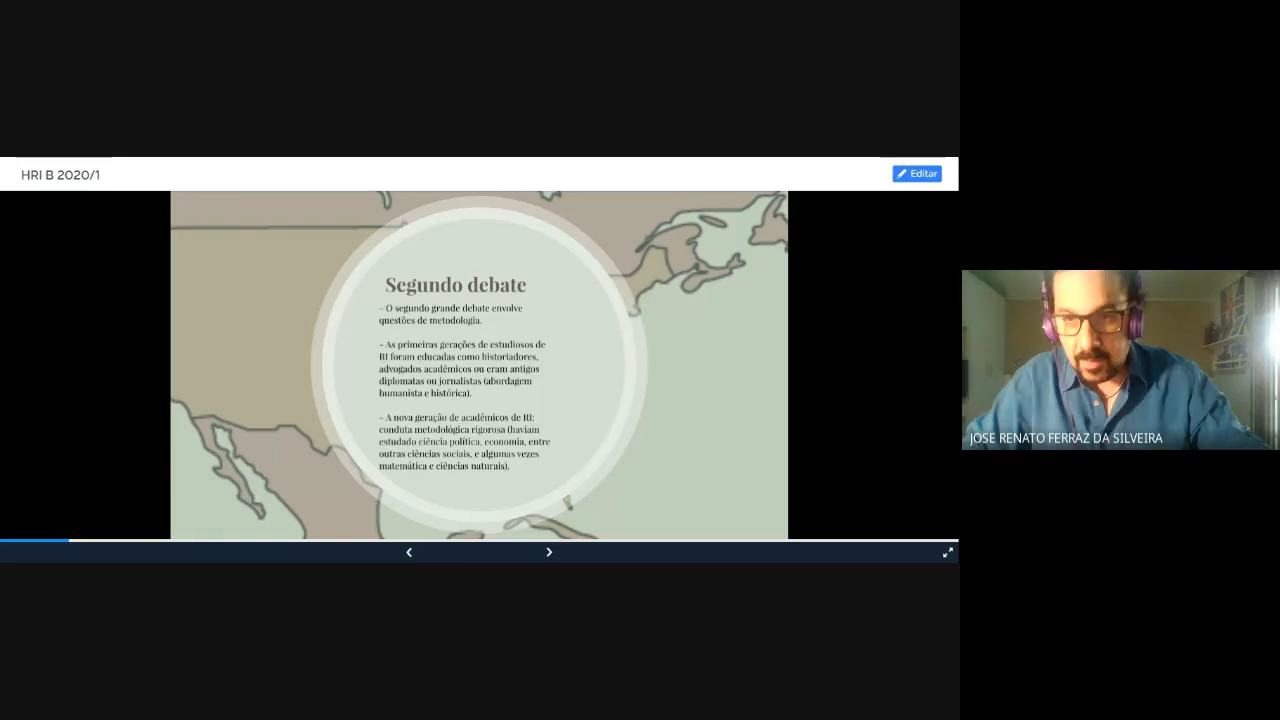 HRI B 2020/1
Editar
Segundo debate
- O segundo grande debate envolve
questões de metodologia.
- As primeiras gerações de estudiosos de
RI foram educadas como historiadores,
advogados acadêmicos ou eram antigos
diplomatas ou jornalistas (abordagem
humanista e histórica).
- A nova geração de acadêmicos de RI:
conduta metodológica rigorosa (haviam
estudado ciência política, economia, entre
outras ciências sociais, e algumas vezes
matemática e ciências naturais).
JOSE RENATO FERRAZ DA SILVEIRA